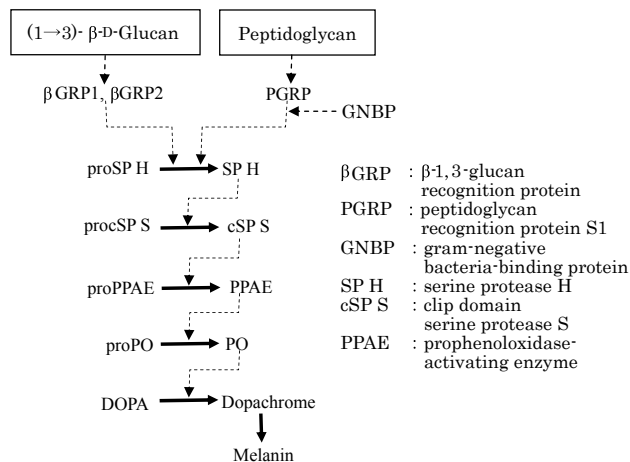 (1→3)- β-D-Glucan
Peptidoglycan
βGRP1, βGRP2
PGRP
GNBP
proSP H
SP H
procSP S
cSP S
proPPAE
PPAE
proPO
PO
DOPA
Dopachrome
Melanin
βGRP : β-1,3-glucan
recognition protein
PGRP : peptidoglycan
recognition protein S1
GNBP : gram-negative
bacteria-binding protein
SP H : serine protease H
cSP S : clip domain
serine protease S
PPAE : prophenoloxidase-
activating enzyme